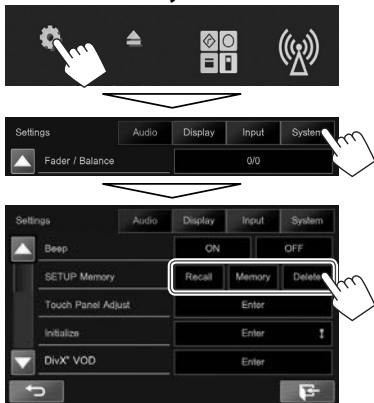 Settings Audio Display Input System
Fader / Balance 0/0
Settings Audio Display Input System
Beep ON OFF
SETUP Memory Recall Memory Delete
Touch Panel Adjust Enter
Initialize Enter
DivX® VOD Enter